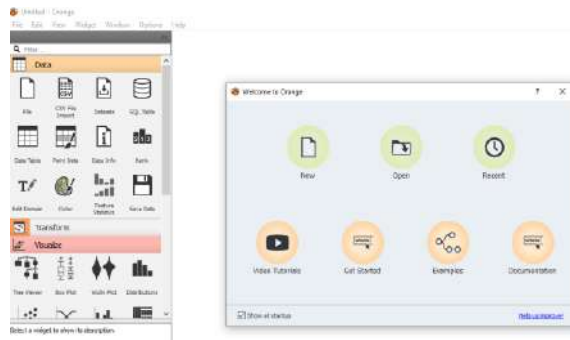 Untitled - Orange
File Edit View Widget Window Options Help
Filter...
Data
File
CSV File Import
Datasets
SQL Table
Data Table
Paint Data
Data Info
Rank
Edit Domain
Color
Feature Statistics
Save Data
Transform
Visualize
Tree Viewer
Box Plot
Violin Plot
Distributions
Select a widget to show its description.
Welcome to Orange
? X
New
Open
Recent
Video Tutorials
Get Started
Examples
Documentation
Show at startup
Help us improve!